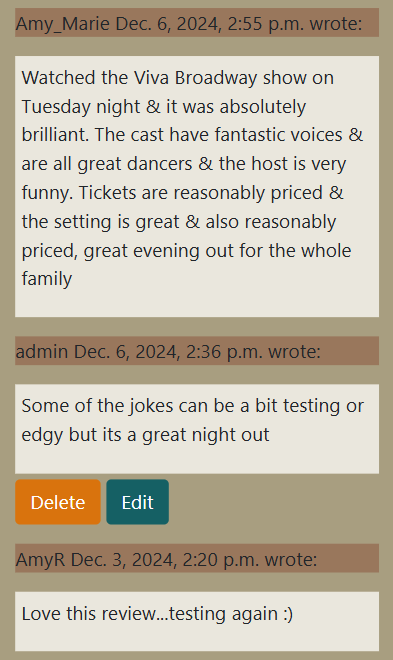 Amy_Marie Dec. 6, 2024, 2:55 p.m. wrote:
Watched the Viva Broadway show on
Tuesday night & it was absolutely
brilliant. The cast have fantastic voices &
are all great dancers & the host is very
funny. Tickets are reasonably priced &
the setting is great & also reasonably
priced, great evening out for the whole
family
admin Dec. 6, 2024, 2:36 p.m. wrote:
Some of the jokes can be a bit testing or
edgy but its a great night out
Delete Edit
AmyR Dec. 3, 2024, 2:20 p.m. wrote:
Love this review...testing again :)